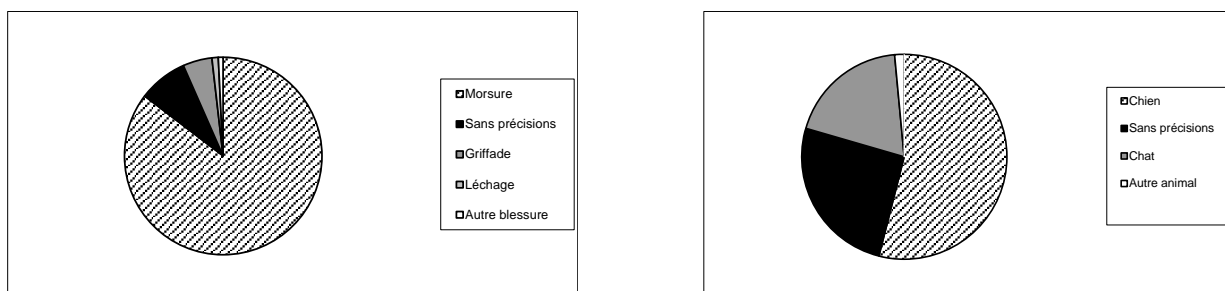 Morsure
Sans précisions
Griffade
Léchage
Autre blessure
Chien
Sans précisions
Chat
Autre animal